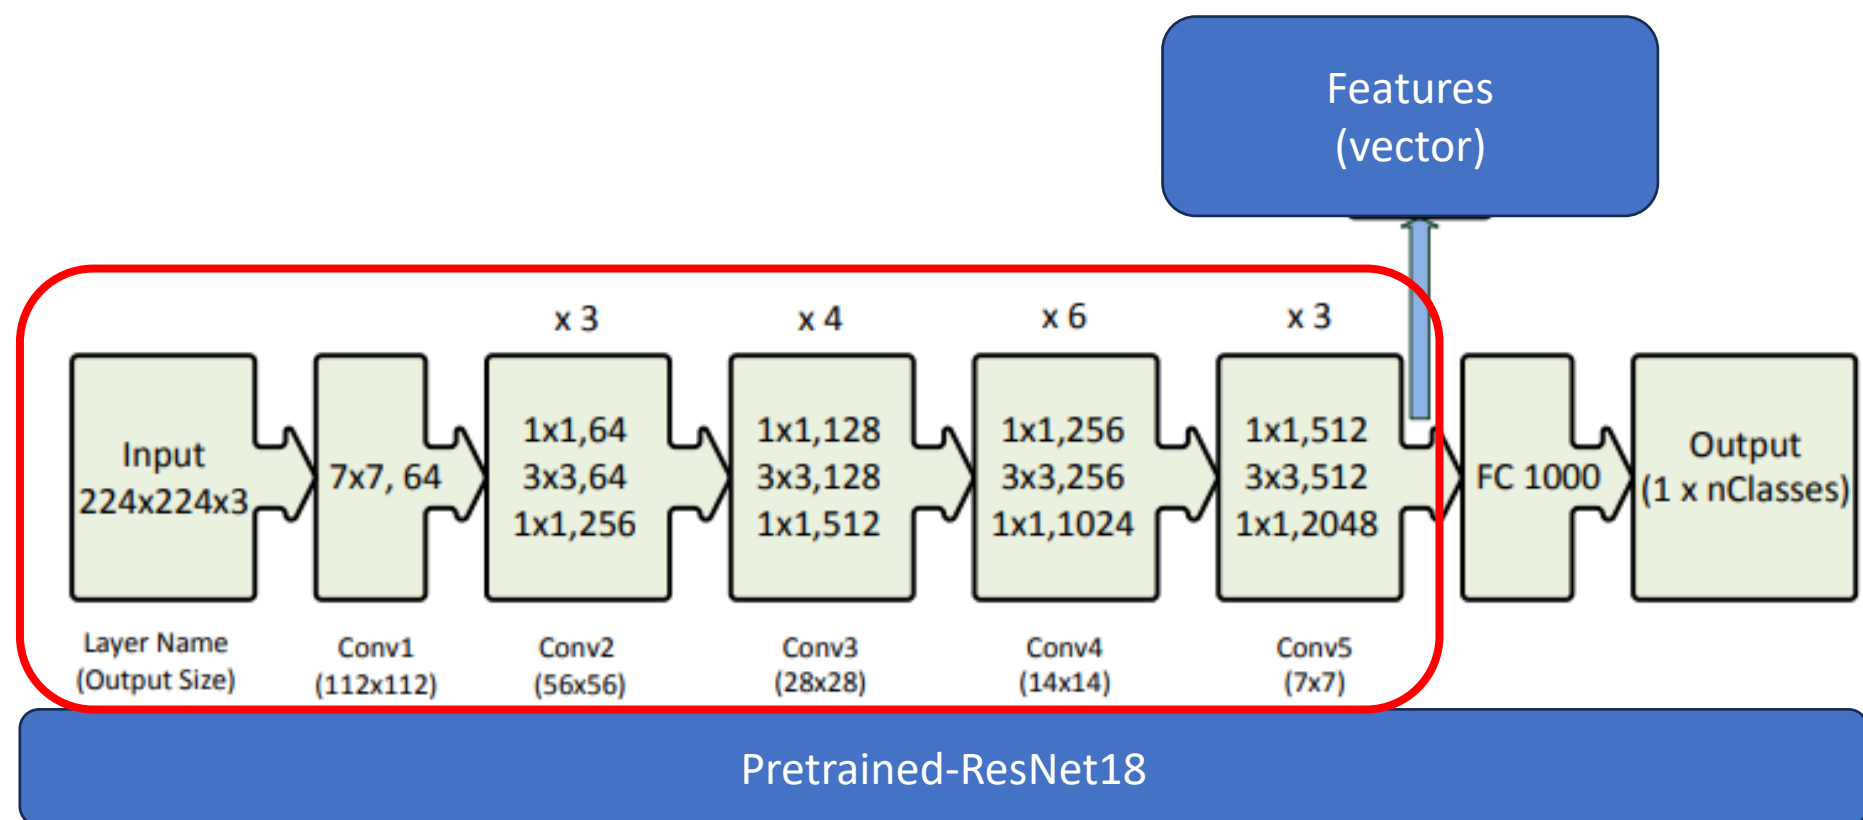 Features
(vector)
x 3
x 4
x 6
x 3
Input
224x224x3
7x7, 64
1x1,64
3x3,64
1x1,256
1x1,128
3x3,128
1x1,512
1x1,256
3x3,256
1x1,1024
1x1,512
3x3,512
1x1,2048
FC 1000
Output
(1 x nClasses)
Layer Name
(Output Size)
Conv1
(112x112)
Conv2
(56x56)
Conv3
(28x28)
Conv4
(14x14)
Conv5
(7x7)
Pretrained-ResNet18